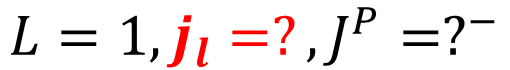 L = 1, j_l =?, J^P =?^-